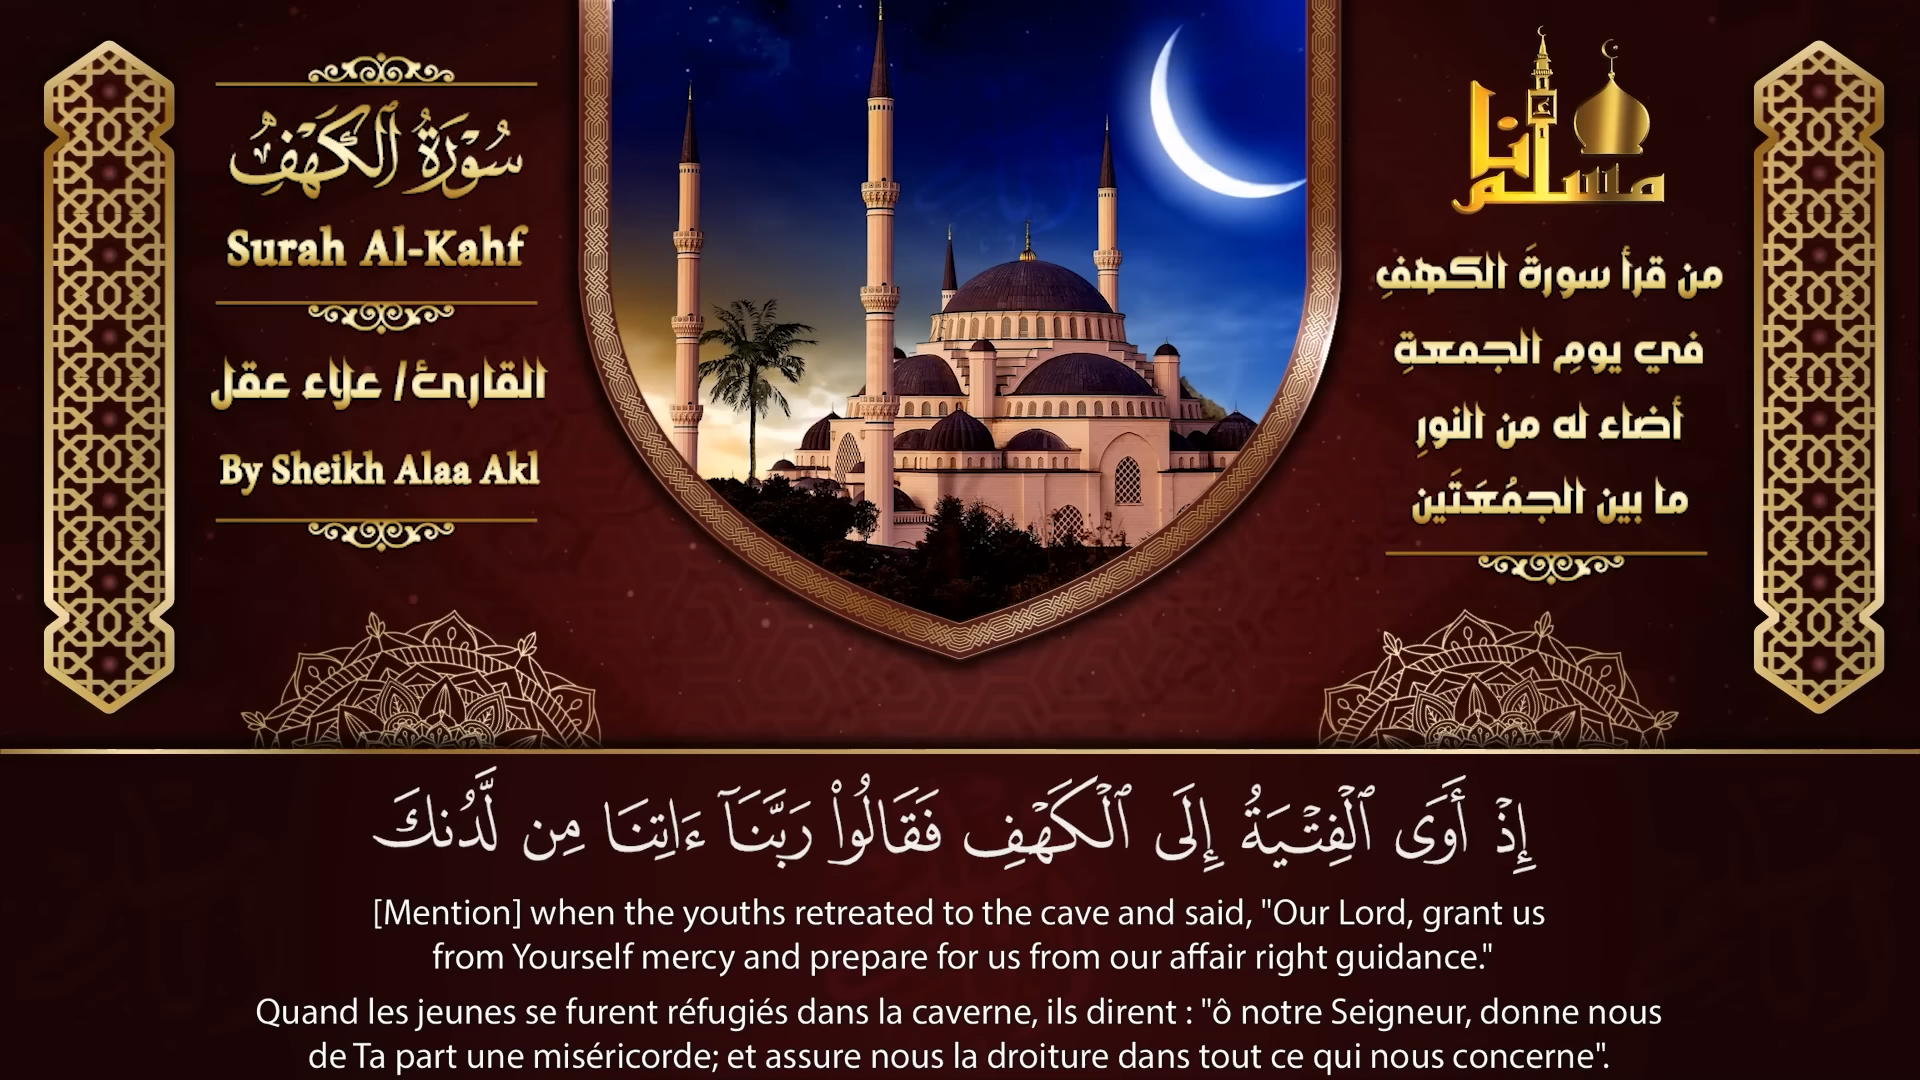 سُورَةُ الكَهْفِ
Surah Al-Kahf
القارئ/ علاء عقل
By Sheikh Alaa Akl
أنا
مسلم
من قرأ سورةَ الكهفِ
في يومِ الجمعةِ
أضاء له من النورِ
ما بين الجمُعَتَين
إِذۡ أَوَى ٱلۡفِتۡيَةُ إِلَى ٱلۡكَهۡفِ فَقَالُواْ رَبَّنَآ ءَاتِنَا مِن لَّدُنكَ
[Mention] when the youths retreated to the cave and said, "Our Lord, grant us
from Yourself mercy and prepare for us from our affair right guidance."
Quand les jeunes se furent réfugiés dans la caverne, ils dirent : "ô notre Seigneur, donne nous
de Ta part une miséricorde; et assure nous la droiture dans tout ce qui nous concerne".